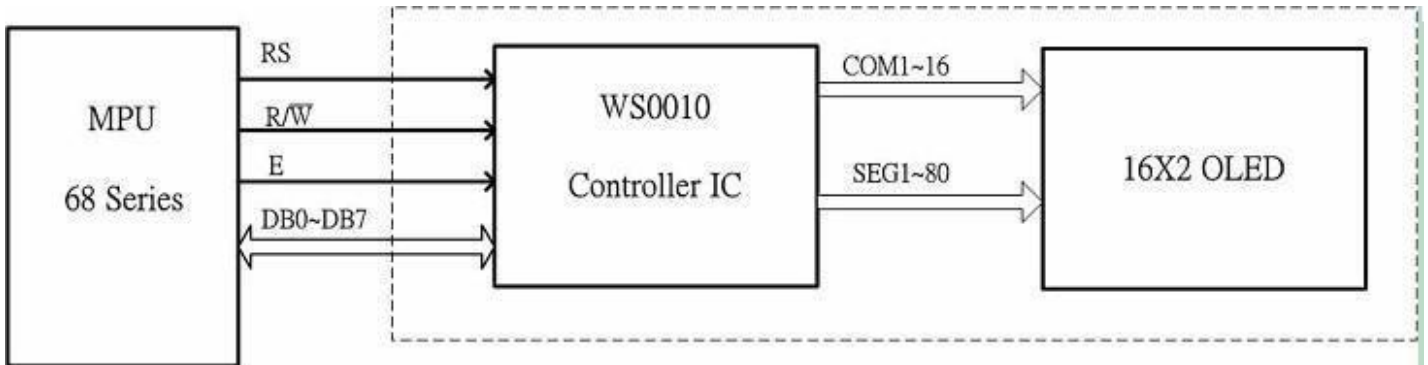 MPU
68 Series
RS
R/W̅
E
DB0~DB7
WS0010
Controller IC
COM1~16
SEG1~80
16X2 OLED